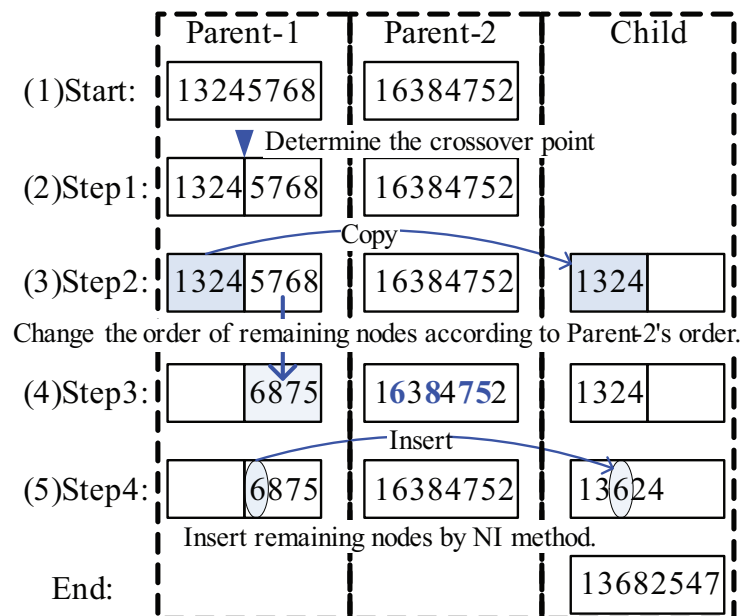 Parent-1 Parent-2 Child
(1)Start: 13245768 16384752
Determine the crossover point
(2)Step1: 1324 5768 16384752
Copy
(3)Step2: 1324 5768 16384752 1324
Change the order of remaining nodes according to Parent-2's order.
(4)Step3: 6875 16384752 1324
Insert
(5)Step4: 6875 16384752 13624
Insert remaining nodes by NI method.
End: 13682547